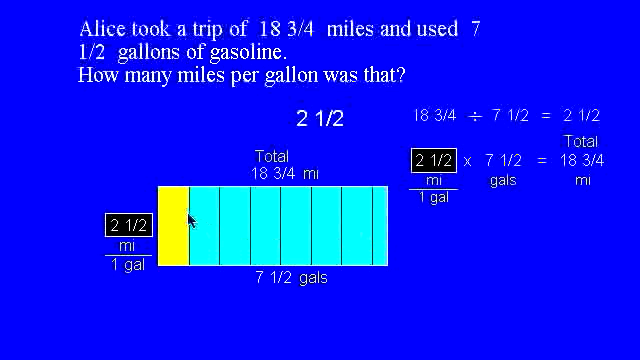 Alice took a trip of 18 3/4 miles and used 7
1/2 gallons of gasoline.
How many miles per gallon was that?
2 1/2
18 3/4 ÷ 7 1/2 = 2 1/2
Total
2 1/2 x 7 1/2 = 18 3/4
mi gals mi
1 gal
Total
18 3/4 mi
2 1/2
mi
1 gal
7 1/2 gals